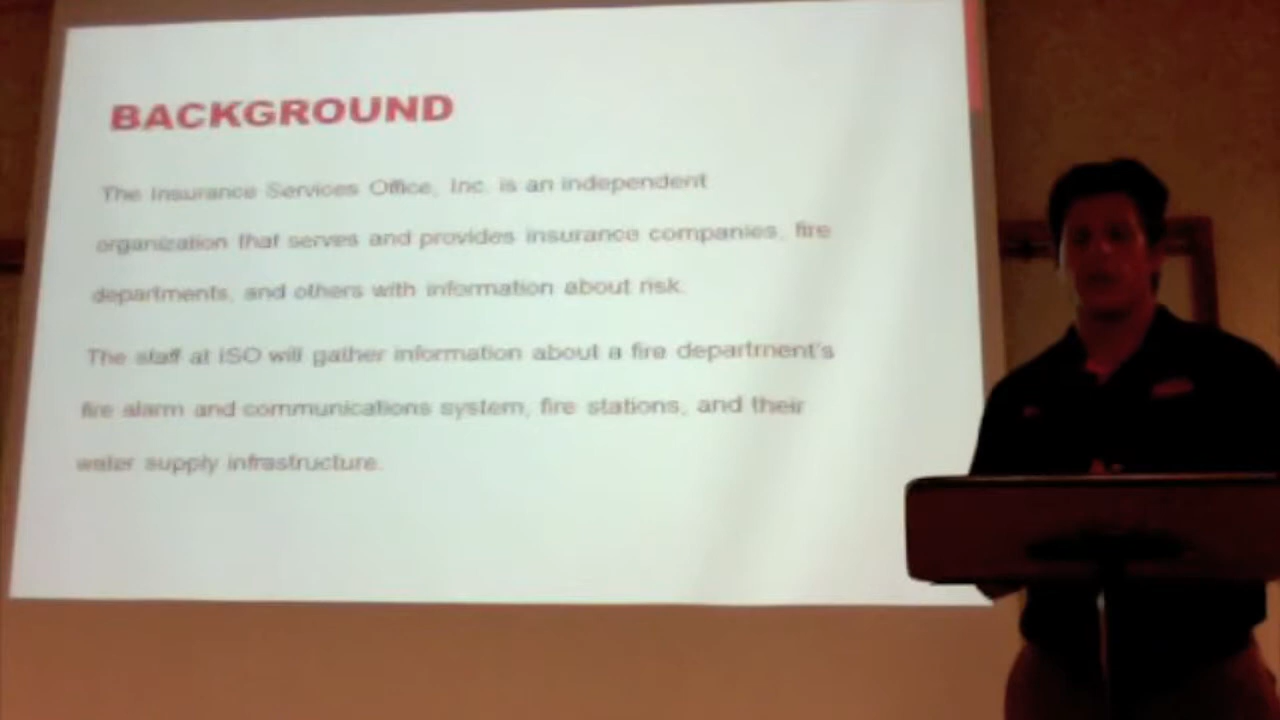 BACKGROUND
The Insurance Services Office, Inc. is an independent
organization that serves and provides insurance companies, fire
departments, and others with information about risk.
The staff at ISO will gather information about a fire department's
fire alarm and communications system, fire stations, and their
water supply infrastructure.